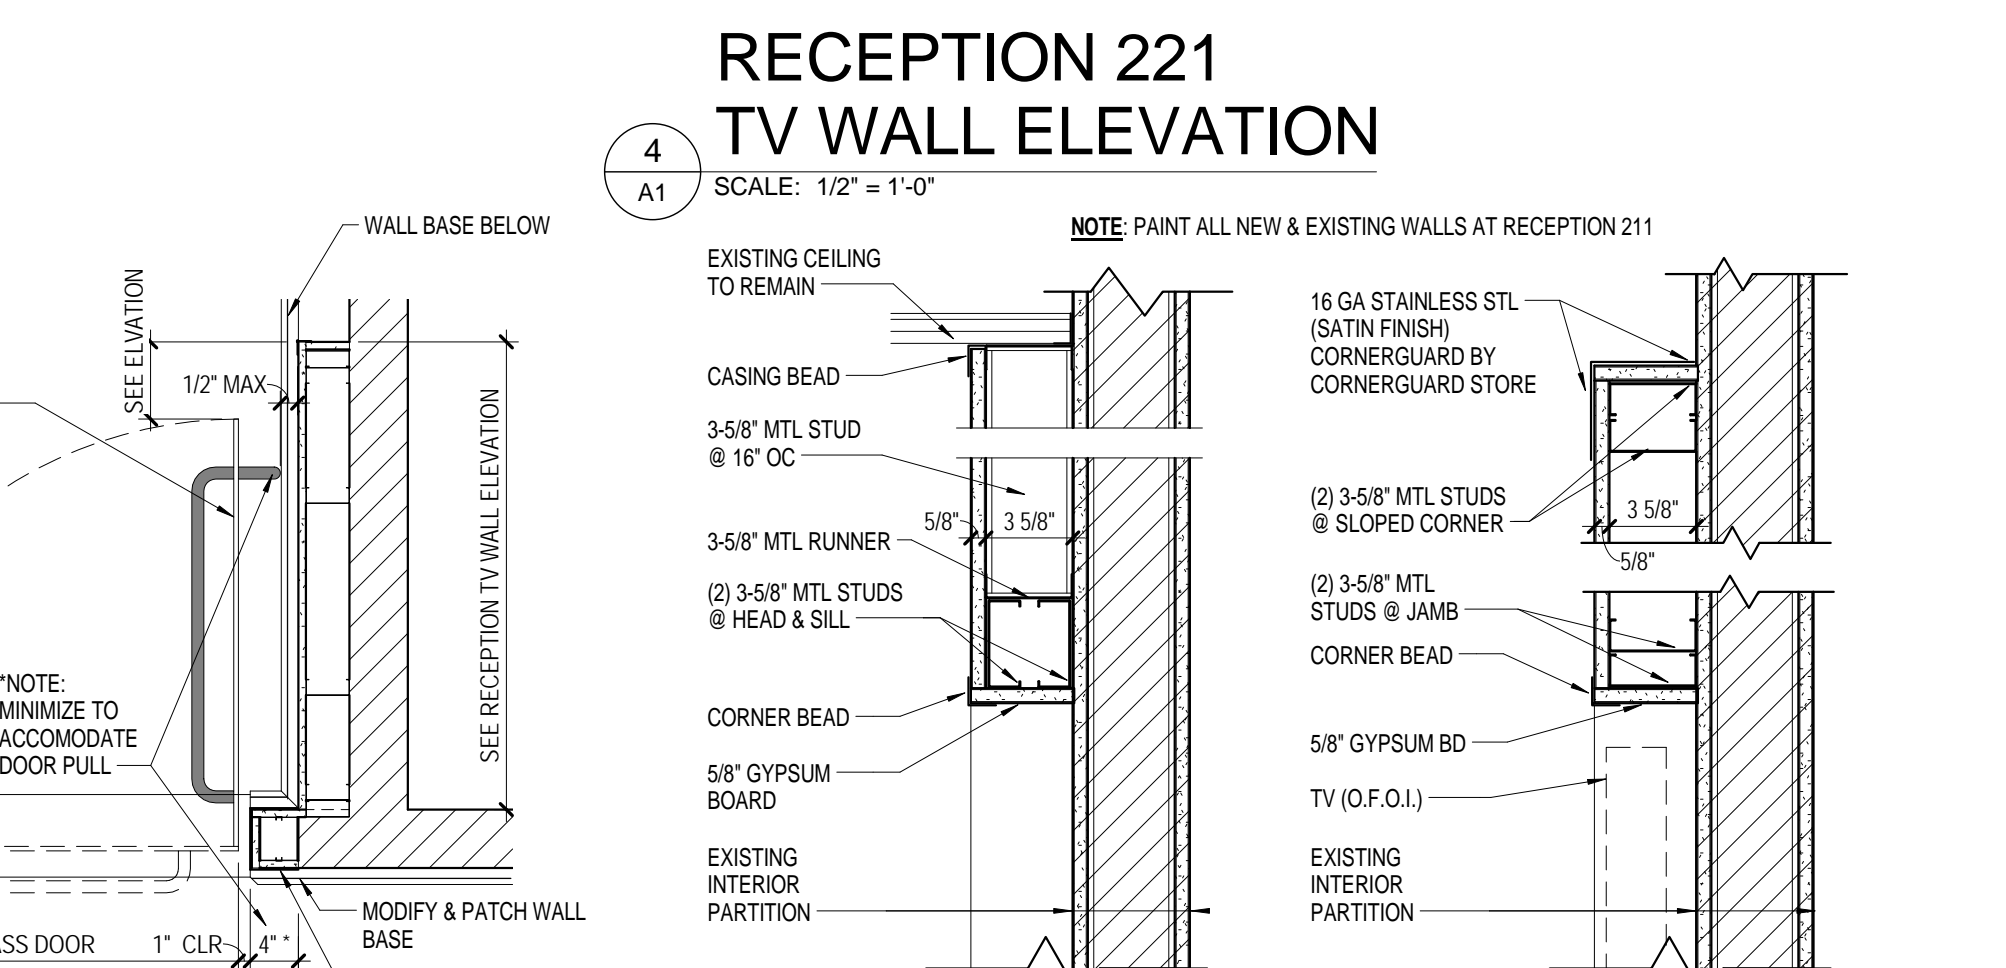 RECEPTION 221
TV WALL ELEVATION
4
A1
SCALE: 1/2" = 1'-0"
NOTE: PAINT ALL NEW & EXISTING WALLS AT RECEPTION 211
WALL BASE BELOW
SEE ELVATION
1/2" MAX
SEE RECEPTION TV WALL ELEVATION
*NOTE:
MINIMIZE TO
ACCOMODATE
DOOR PULL
MODIFY & PATCH WALL
BASE
ASS DOOR
1" CLR
4" *
EXISTING CEILING
TO REMAIN
CASING BEAD
3-5/8" MTL STUD
@ 16" OC
5/8"
3 5/8"
3-5/8" MTL RUNNER
(2) 3-5/8" MTL STUDS
@ HEAD & SILL
CORNER BEAD
5/8" GYPSUM
BOARD
EXISTING
INTERIOR
PARTITION
16 GA STAINLESS STL
(SATIN FINISH)
CORNERGUARD BY
CORNERGUARD STORE
(2) 3-5/8" MTL STUDS
@ SLOPED CORNER
3 5/8"
5/8"
(2) 3-5/8" MTL
STUDS @ JAMB
CORNER BEAD
5/8" GYPSUM BD
TV (O.F.O.I.)
EXISTING
INTERIOR
PARTITION